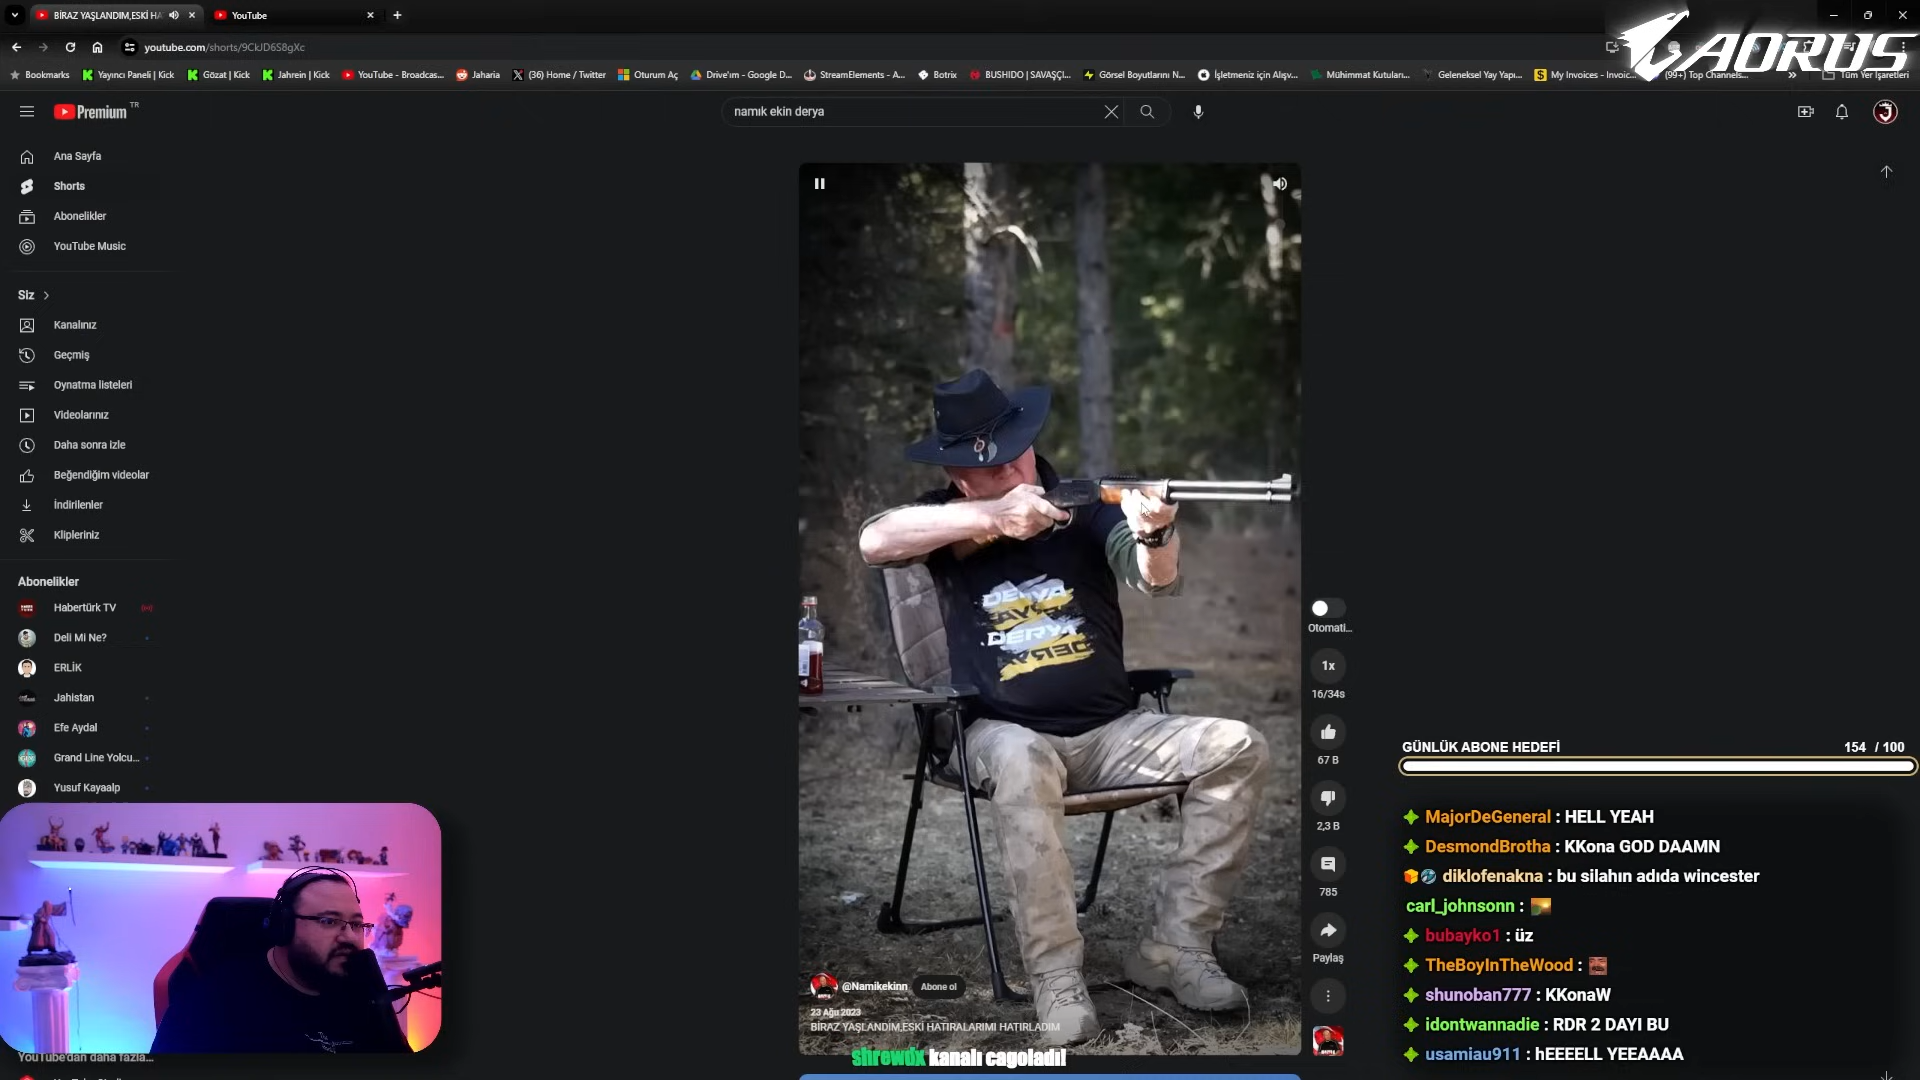 BİRAZ YAŞLANDIM,ESKİ HA
YouTube
youtube.com/shorts/9CkJD6S8gXc
AORUS
Bookmarks
Yayıncı Paneli | Kick
Gözat | Kick
Jahrein | Kick
YouTube - Broadcas...
Jaharia
(36) Home / Twitter
Oturum Aç
Drive'ım - Google D...
StreamElements - A...
Botrix
BUSHIDO | SAVAŞÇI...
Görsel Boyutlarını N...
İşletmeniz için Alışv...
Mühimmat Kutuları...
Geleneksel Yay Yapı...
My Invoices - Invoic...
(99+) Top Channels...
Tüm Yer İşaretleri
Premium TR
namık ekin derya
Ana Sayfa
Shorts
Abonelikler
YouTube Music
Siz
Kanalınız
Geçmiş
Oynatma listeleri
Videolarınız
Daha sonra izle
Beğendiğim videolar
İndirilenler
Klipleriniz
Abonelikler
Habertürk TV
Deli Mi Ne?
ERLİK
Jahistan
Efe Aydal
Grand Line Yolcu...
Yusuf Kayaalp
YouTube'dan daha fazla...
DERYA
DERYA
DERYA
Otomati...
1x
16/34s
67 B
2,3 B
785
Paylaş
@Namikekinn
Abone ol
23 Ağu 2023
BİRAZ YAŞLANDIM,ESKİ HATIRALARIMI HATIRLADIM
shrewdx kanalı cagoladı!
GÜNLÜK ABONE HEDEFİ
154 / 100
MajorDeGeneral : HELL YEAH
DesmondBrotha : KKona GOD DAAMN
diklofenakna : bu silahın adıda wincester
carl_johnsonn :
bubayko1 : üz
TheBoyInTheWood :
shunoban777 : KKonaW
idontwannadie : RDR 2 DAYI BU
usamiau911 : hEEEELL YEEAAAA